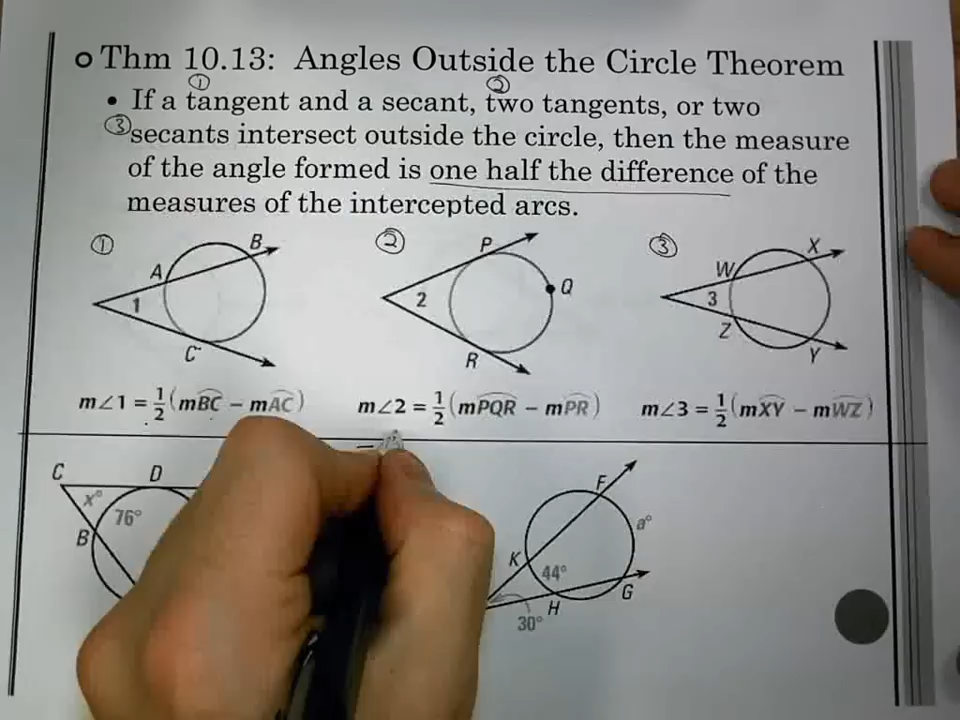 Thm 10.13: Angles Outside the Circle Theorem
① ②
• If a tangent and a secant, two tangents, or two
③ secants intersect outside the circle, then the measure
of the angle formed is one half the difference of the
measures of the intercepted arcs.
① ② ③
A B 1 C
P Q 2 R
W X 3 Z Y
m∠1 = 1/2(mBC − mAC)
m∠2 = 1/2(mPQR − mPR)
m∠3 = 1/2(mXY − mWZ)
C D x° 76° B
F a° K 44° H G 30°